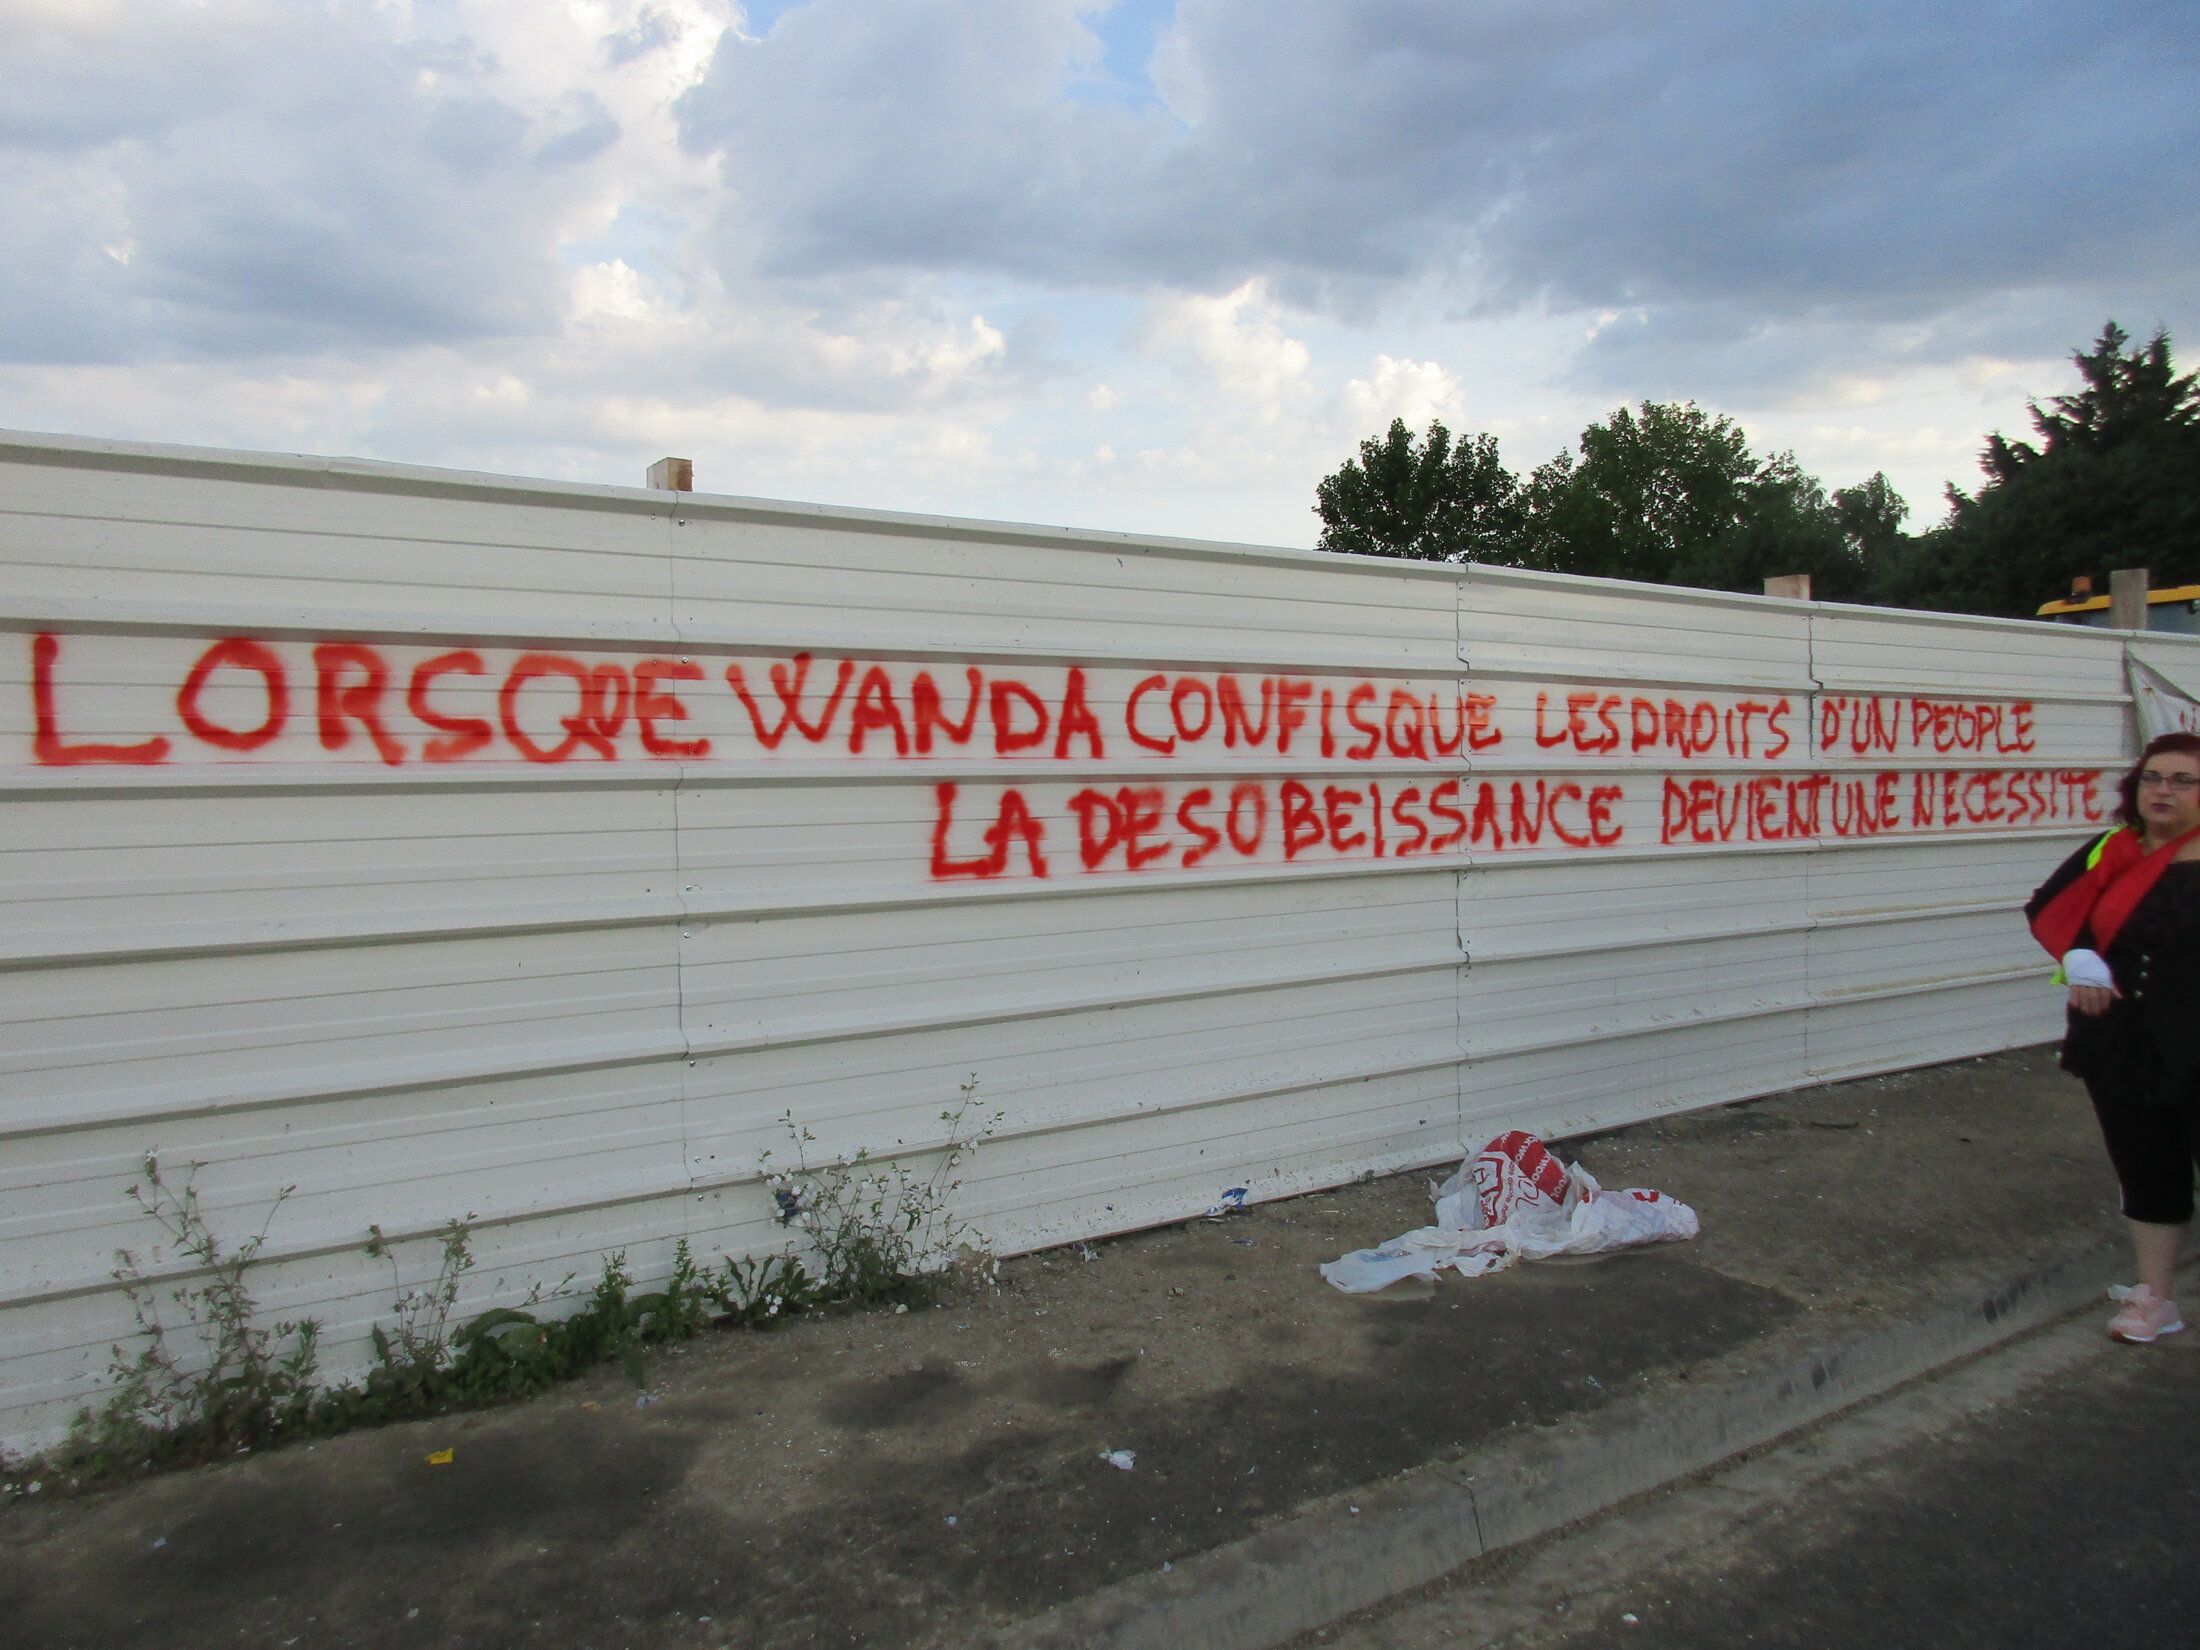 LORSQUE WANDA CONFISQUE LES DROITS D'UN PEOPLE
LA DESOBEISSANCE DEVIENT UNE NECESSITE